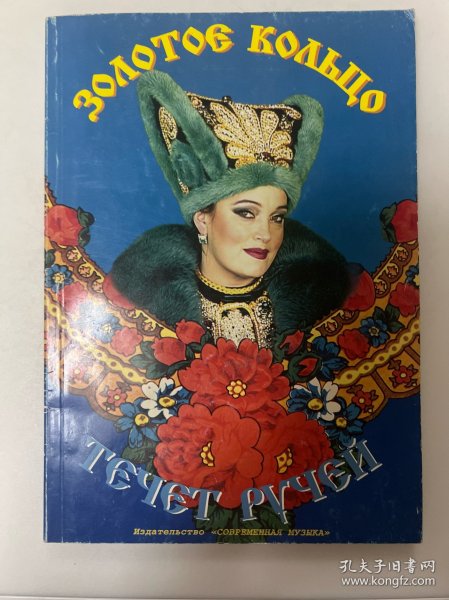 ЗОЛОТОЕ КОЛЬЦО
ТЕЧЕТ РУЧЕЙ
Издательство «СОВРЕМЕННАЯ МУЗЫКА»
孔夫子旧书网
www.kongfz.com